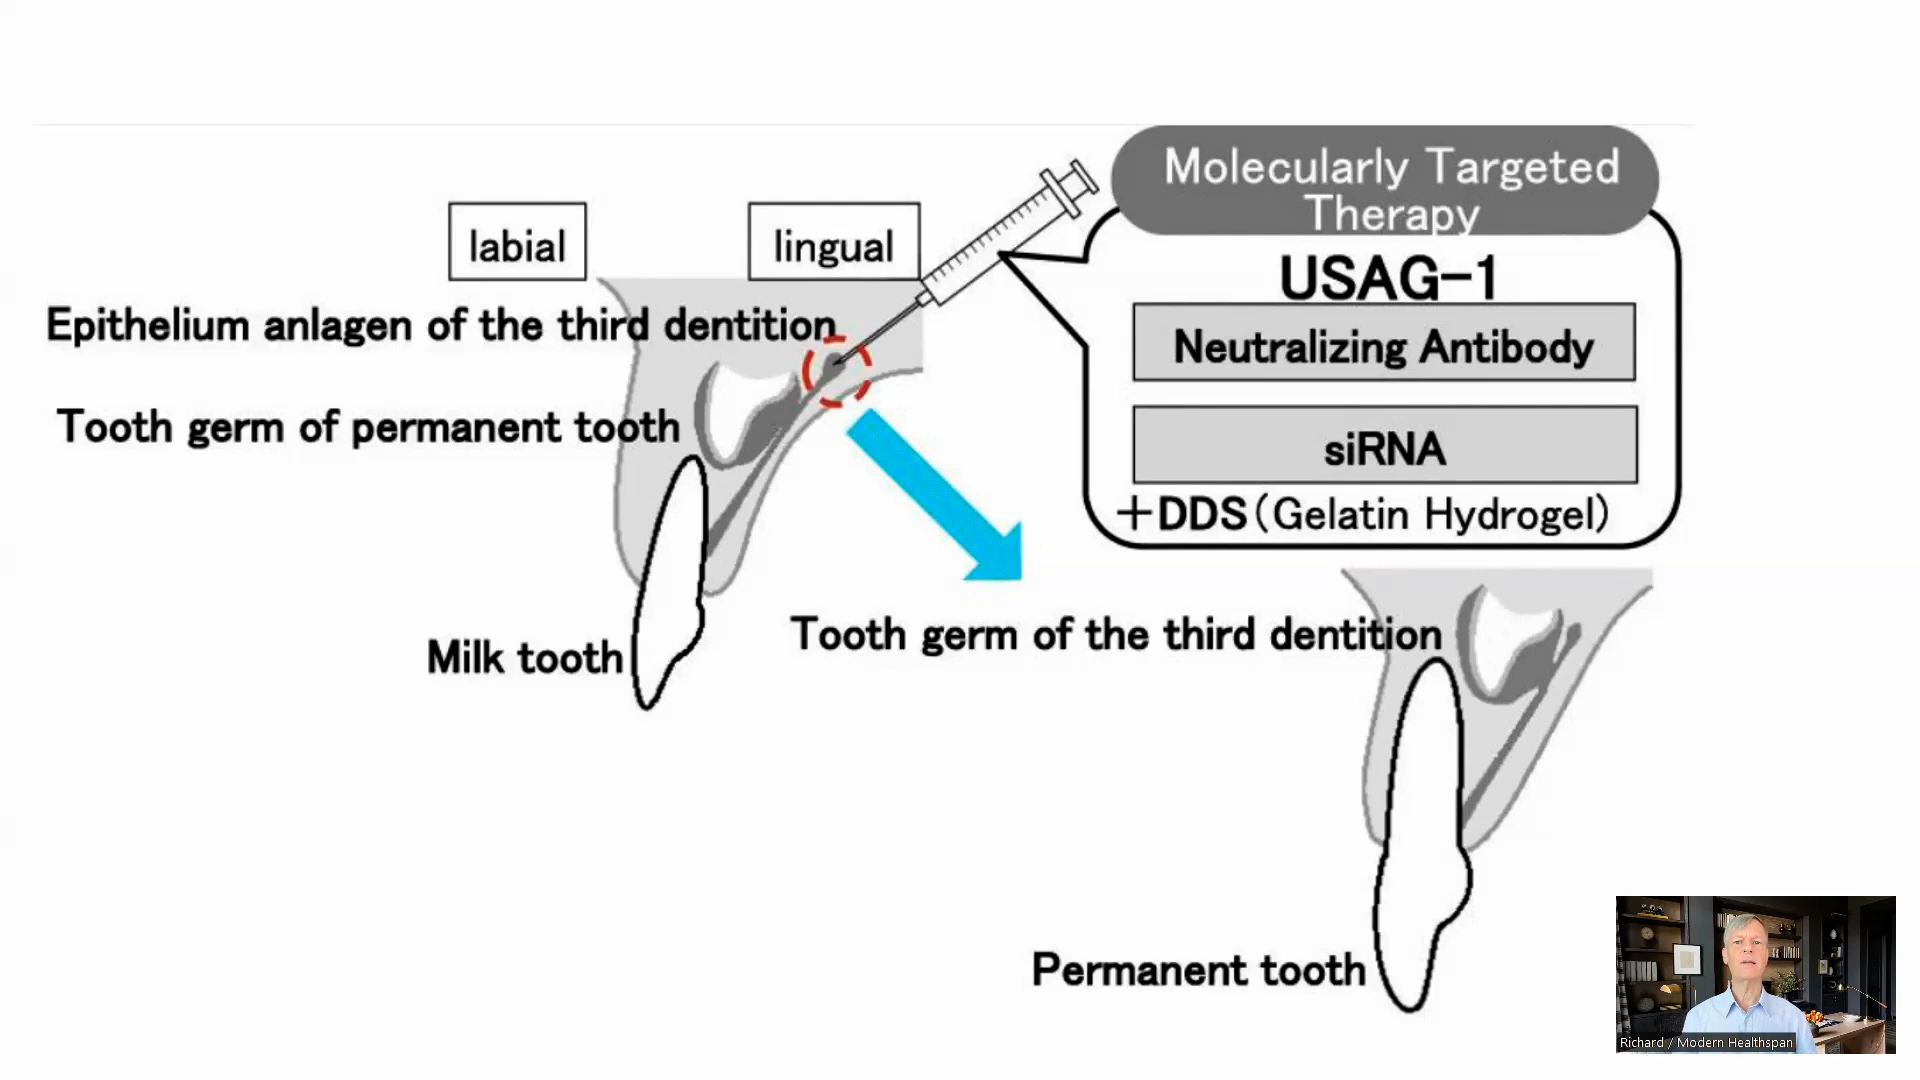 Molecularly Targeted
Therapy
labial
lingual
USAG-1
Epithelium anlagen of the third dentition
Neutralizing Antibody
Tooth germ of permanent tooth
siRNA
+DDS(Gelatin Hydrogel)
Tooth germ of the third dentition
Milk tooth
Permanent tooth
Richard / Modern Healthspan